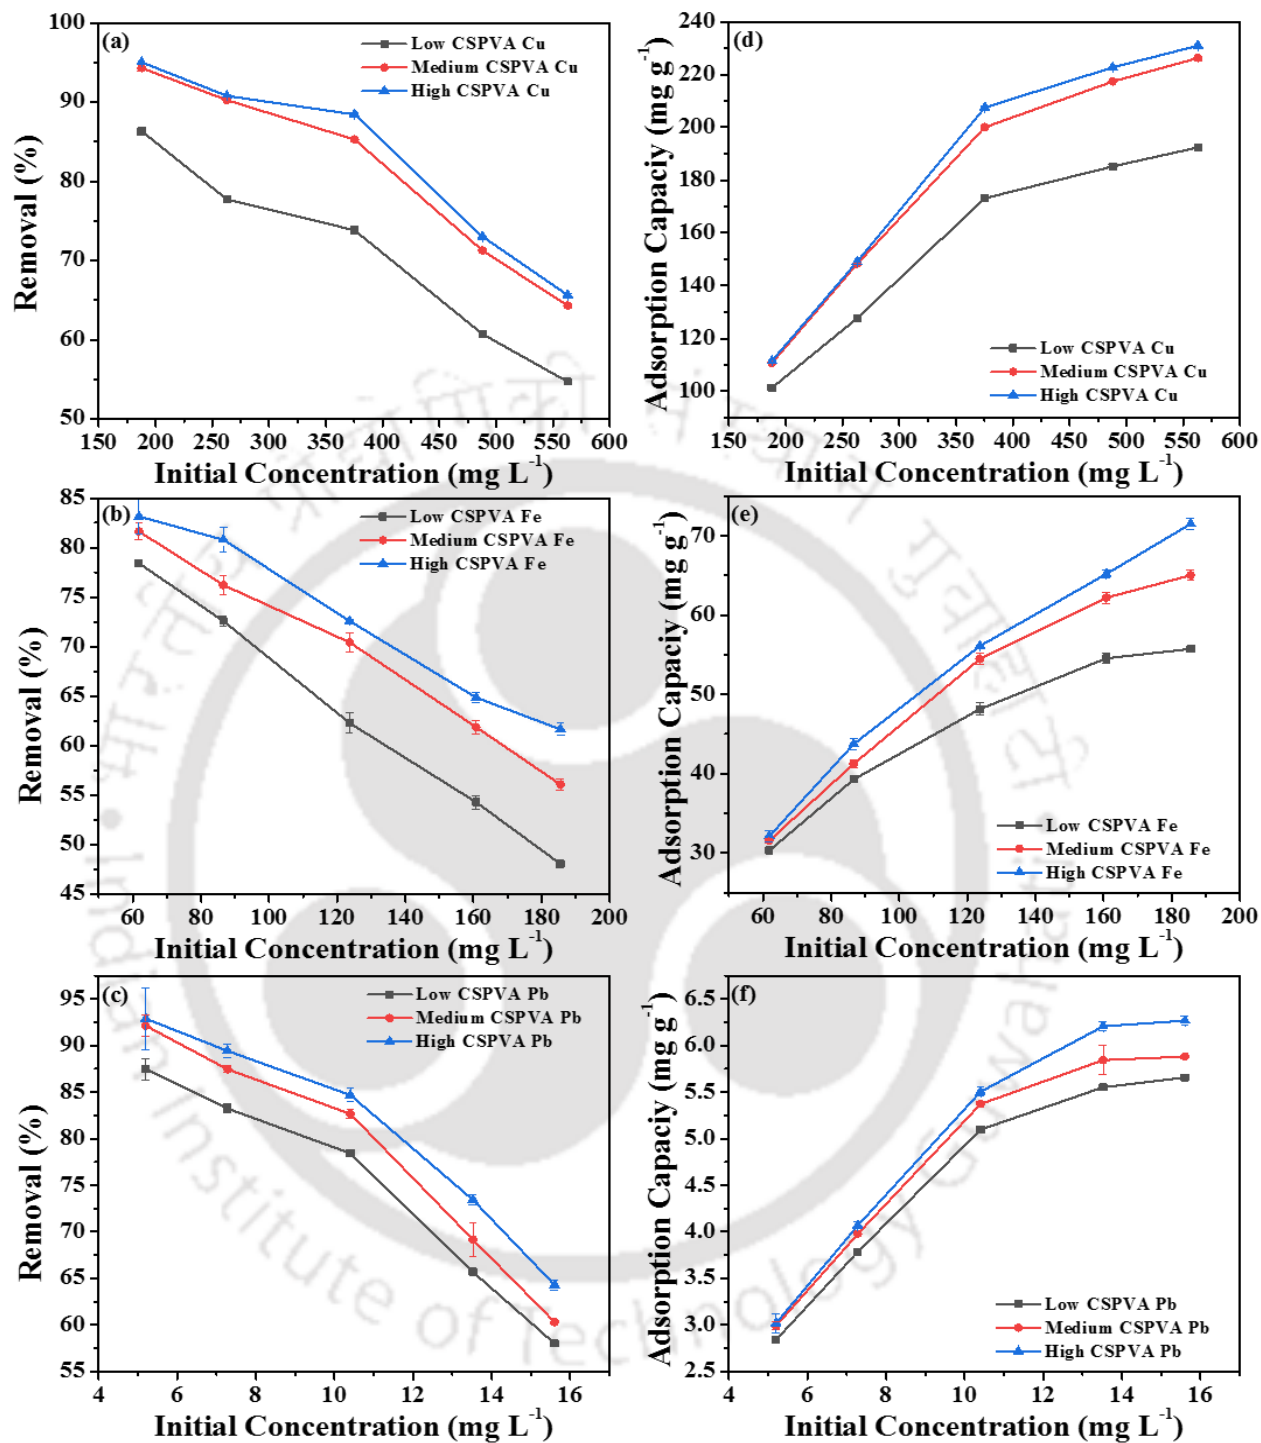 (a)
Low CSPVA Cu
Medium CSPVA Cu
High CSPVA Cu
Removal (%)
100
90
80
70
60
50
150 200 250 300 350 400 450 500 550 600
Initial Concentration (mg L-1)
(d)
Low CSPVA Cu
Medium CSPVA Cu
High CSPVA Cu
Adsorption Capaciy (mg g-1)
240
220
200
180
160
140
120
100
150 200 250 300 350 400 450 500 550 600
Initial Concentration (mg L-1)
(b)
Low CSPVA Fe
Medium CSPVA Fe
High CSPVA Fe
Removal (%)
85
80
75
70
65
60
55
50
45
60 80 100 120 140 160 180 200
Initial Concentration (mg L-1)
(e)
Low CSPVA Fe
Medium CSPVA Fe
High CSPVA Fe
Adsorption Capaciy (mg g-1)
70
60
50
40
30
60 80 100 120 140 160 180 200
Initial Concentration (mg L-1)
(c)
Low CSPVA Pb
Medium CSPVA Pb
High CSPVA Pb
Removal (%)
95
90
85
80
75
70
65
60
55
4 6 8 10 12 14 16
Initial Concentration (mg L-1)
(f)
Low CSPVA Pb
Medium CSPVA Pb
High CSPVA Pb
Adsorption Capaciy (mg g-1)
6.5
6.0
5.5
5.0
4.5
4.0
3.5
3.0
2.5
4 6 8 10 12 14 16
Initial Concentration (mg L-1)
Indian Institute of Technology Guwahati